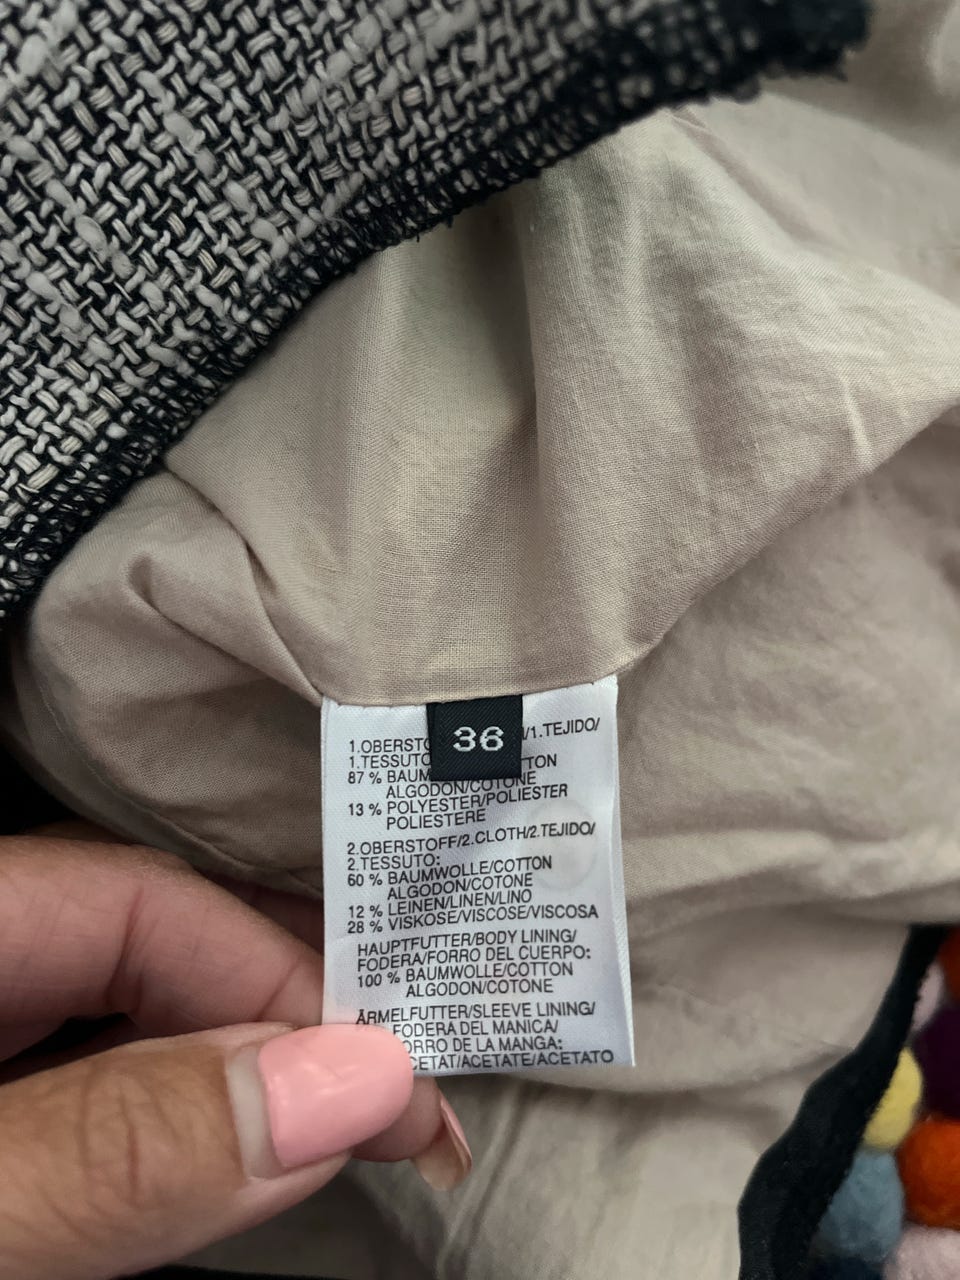 36
1.OBERSTO /1.TEJIDO/
1.TESSUTO TTON
87 % BAUM
ALGODON/COTONE
13 % POLYESTER/POLIESTER
POLIESTERE
2.OBERSTOFF/2.CLOTH/2.TEJIDO/
2.TESSUTO:
60 % BAUMWOLLE/COTTON
ALGODON/COTONE
12 % LEINEN/LINEN/LINO
28 % VISKOSE/VISCOSE/VISCOSA
HAUPTFUTTER/BODY LINING/
FODERA/FORRO DEL CUERPO:
100 % BAUMWOLLE/COTTON
ALGODON/COTONE
ÄRMELFUTTER/SLEEVE LINING/
FODERA DEL MANICA/
ORRO DE LA MANGA:
CETAT/ACETATE/ACETATO